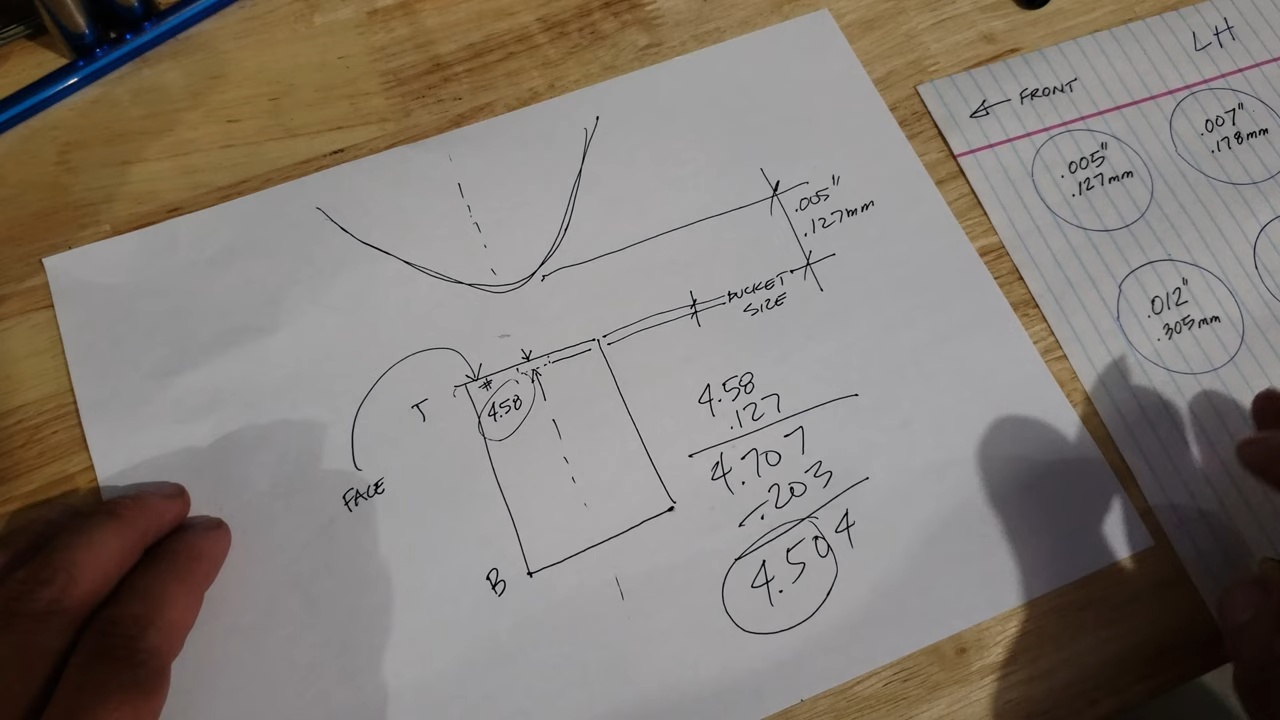 LH
FRONT
.007"
.178mm
.005"
.127mm
.012"
.305mm
.005"
.127mm
BUCKET
SIZE
T
#
4.58
FACE
B
4.58
.127
4.707
-.203
4.504